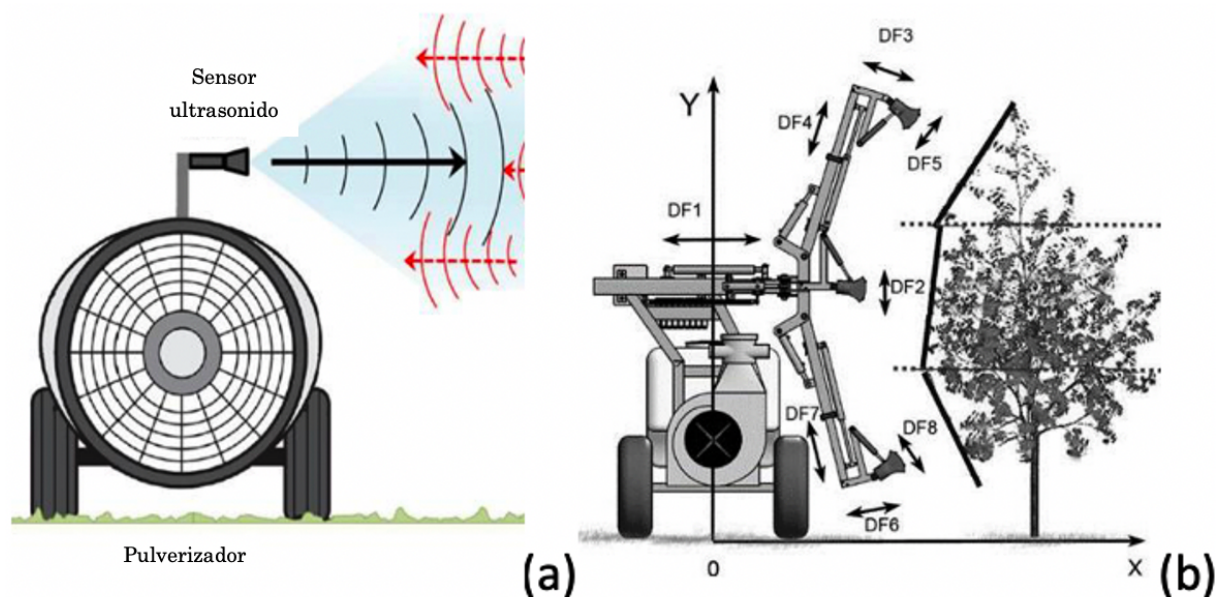 Sensor
ultrasonido
Pulverizador
(a)
DF3
Y
DF4
DF5
DF1
DF2
DF7
DF8
DF6
0
X
(b)